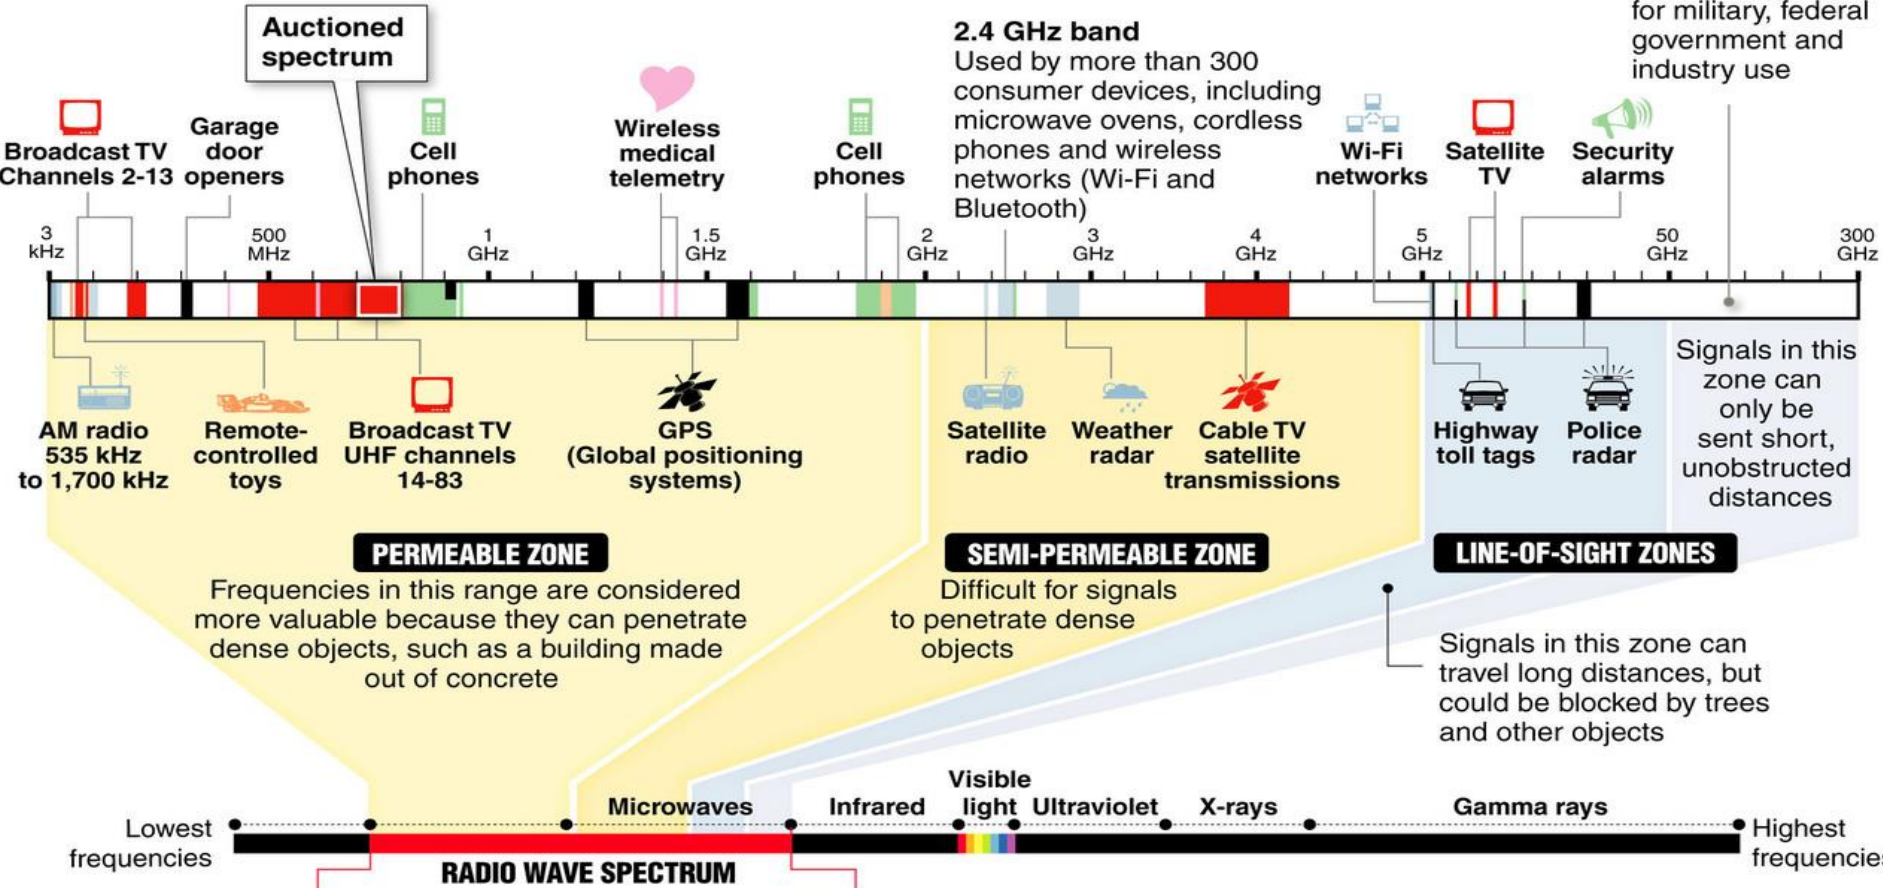 Auctioned
spectrum
Broadcast TV
Channels 2-13
Garage
door
openers
Cell
phones
Wireless
medical
telemetry
Cell
phones
2.4 GHz band
Used by more than 300
consumer devices, including
microwave ovens, cordless
phones and wireless
networks (Wi-Fi and
Bluetooth)
Wi-Fi
networks
Satellite
TV
Security
alarms
for military, federal
government and
industry use
3
kHz
500
MHz
1
GHz
1.5
GHz
2
GHz
3
GHz
4
GHz
5
GHz
50
GHz
300
GHz
AM radio
535 kHz
to 1,700 kHz
Remote-
controlled
toys
Broadcast TV
UHF channels
14-83
GPS
(Global positioning
systems)
Satellite
radio
Weather
radar
Cable TV
satellite
transmissions
Highway
toll tags
Police
radar
Signals in this
zone can
only be
sent short,
unobstructed
distances
PERMEABLE ZONE
Frequencies in this range are considered
more valuable because they can penetrate
dense objects, such as a building made
out of concrete
SEMI-PERMEABLE ZONE
Difficult for signals
to penetrate dense
objects
LINE-OF-SIGHT ZONES
Signals in this zone can
travel long distances, but
could be blocked by trees
and other objects
Lowest
frequencies
Microwaves
Infrared
Visible
light
Ultraviolet
X-rays
Gamma rays
Highest
frequencies
RADIO WAVE SPECTRUM